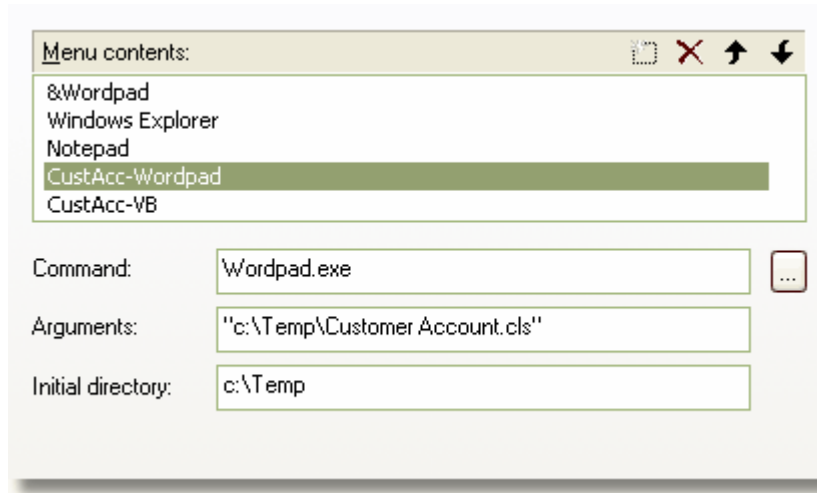 Menu contents:
&Wordpad
Windows Explorer
Notepad
CustAcc-Wordpad
CustAcc-VB
Command: Wordpad.exe ...
Arguments: "c:\Temp\Customer Account.cls"
Initial directory: c:\Temp